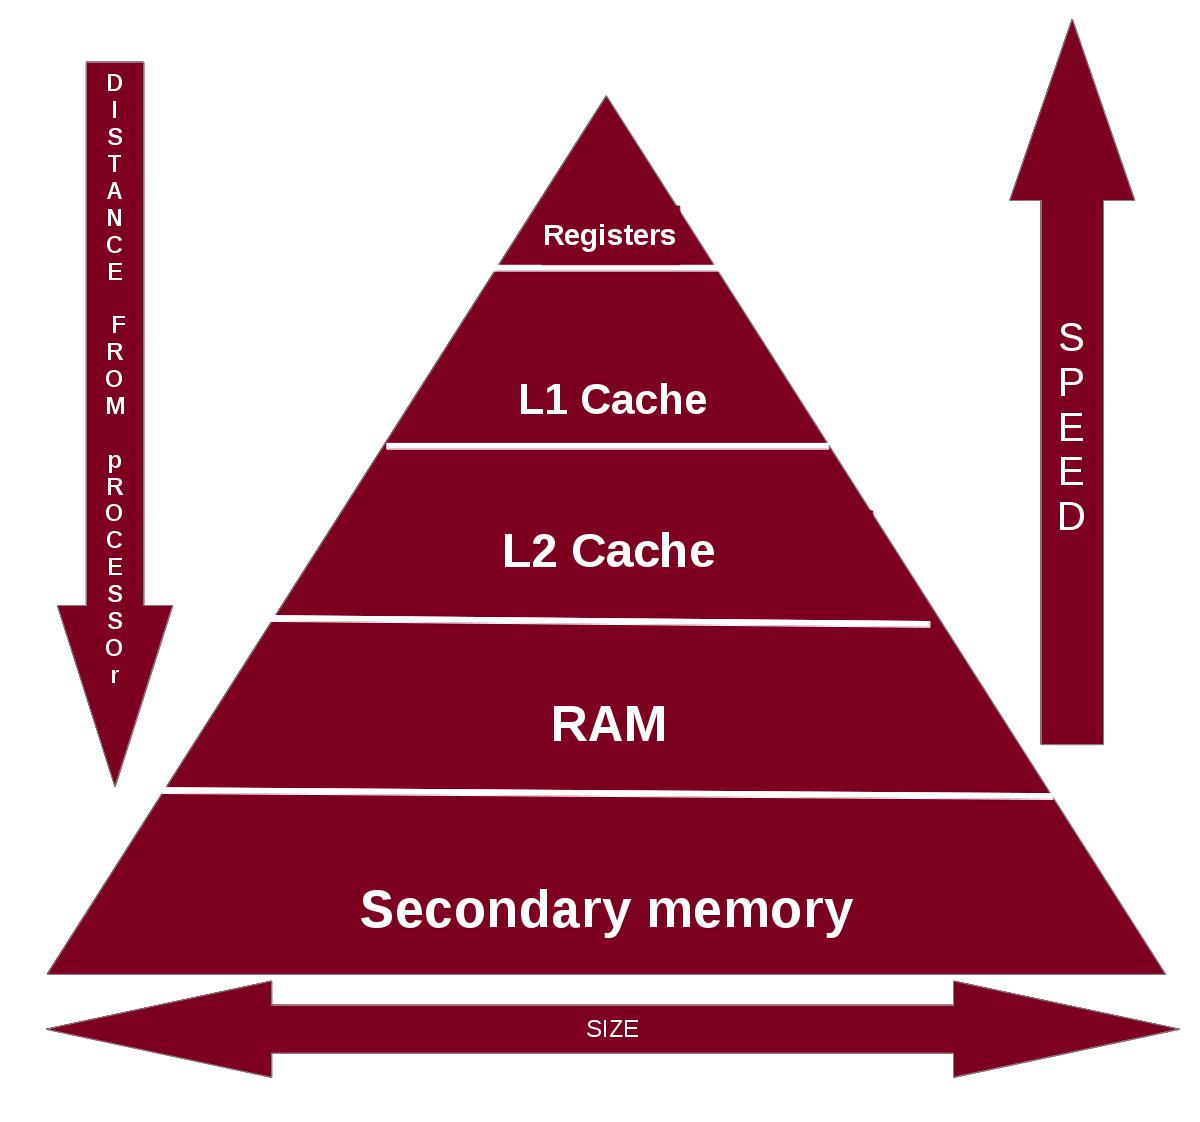 DISTANCE FROM pROCESSOr
Registers
L1 Cache
L2 Cache
RAM
Secondary memory
SPEED
SIZE